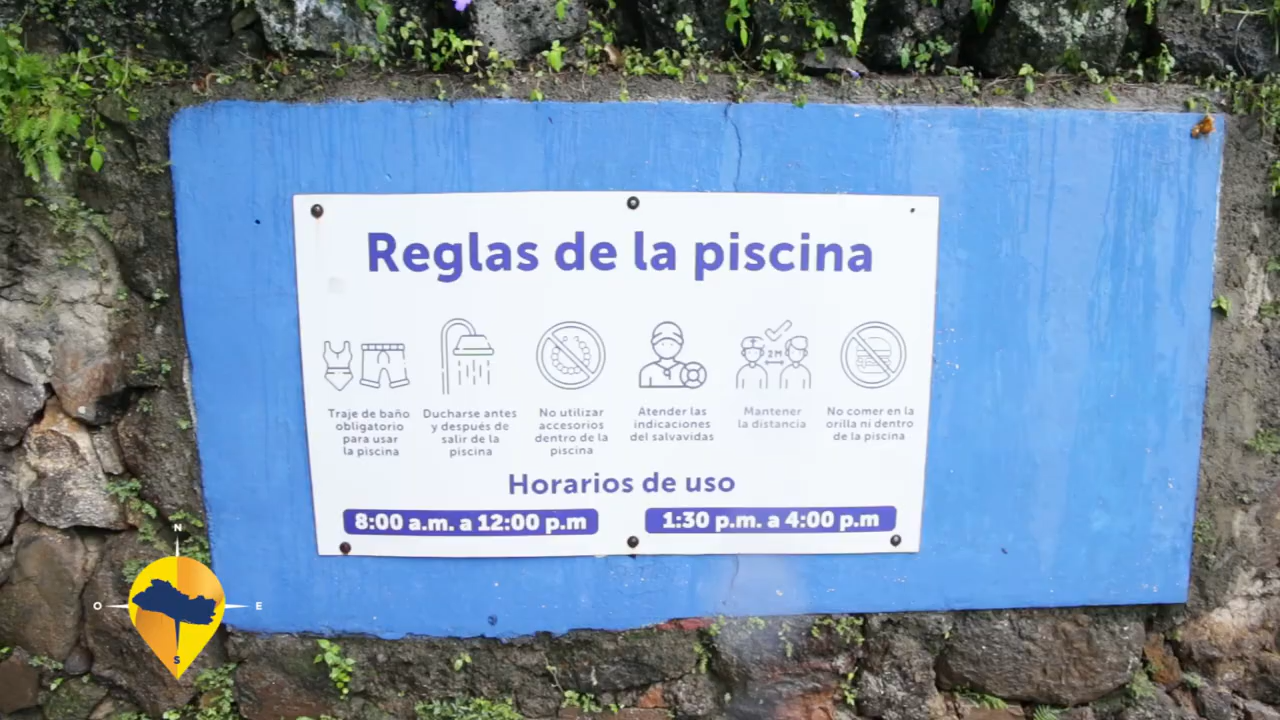 Reglas de la piscina
2M
Traje de baño
obligatorio
para usar
la piscina
Ducharse antes
y después de
salir de la
piscina
No utilizar
accesorios
dentro de la
piscina
Atender las
indicaciones
del salvavidas
Mantener
la distancia
No comer en la
orilla ni dentro
de la piscina
Horarios de uso
8:00 a.m. a 12:00 p.m
1:30 p.m. a 4:00 p.m
N
O
E
S